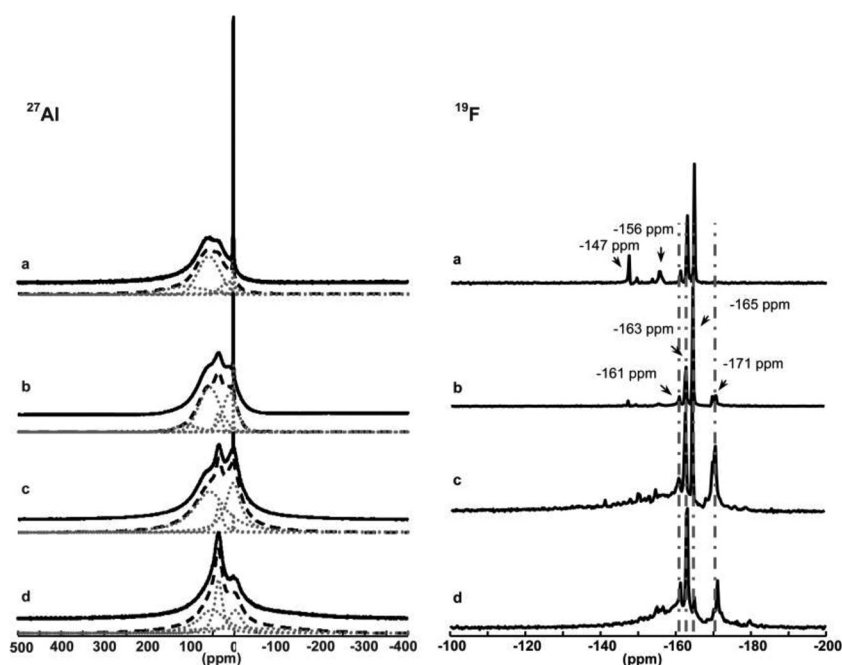 ²⁷Al
¹⁹F
a
b
c
d
500 400 300 200 100 0 -100 -200 -300 -400
(ppm)
-147 ppm
-156 ppm
a
-165 ppm
-163 ppm
-161 ppm
-171 ppm
b
c
d
-100 -120 -140 -160 -180 -200
(ppm)